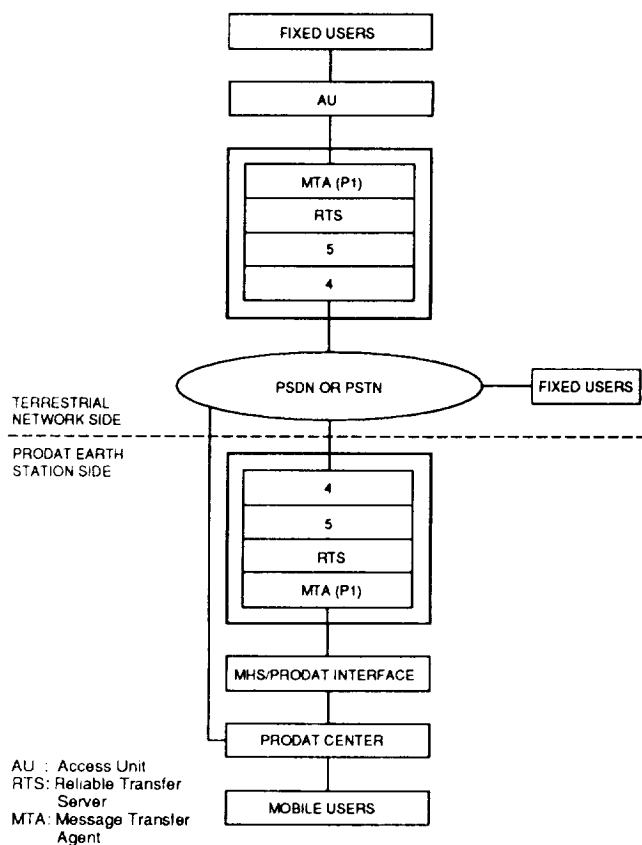 FIXED USERS
AU
MTA (P1)
RTS
5
4
PSDN OR PSTN
FIXED USERS
TERRESTRIAL
NETWORK SIDE
PRODAT EARTH
STATION SIDE
4
5
RTS
MTA (P1)
MHS/PRODAT INTERFACE
PRODAT CENTER
MOBILE USERS
AU : Access Unit
RTS: Reliable Transfer
Server
MTA: Message Transfer
Agent